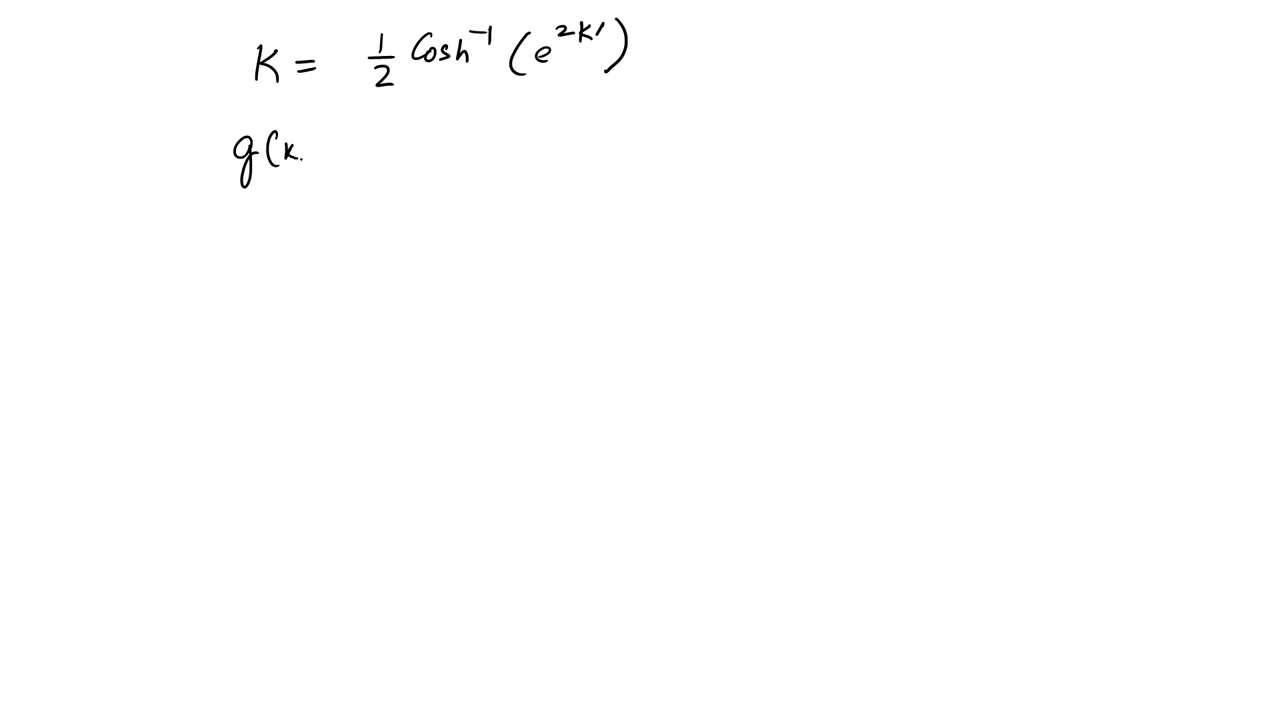 K = 1/2 Cosh⁻¹ (e^{2K'})
g(K.